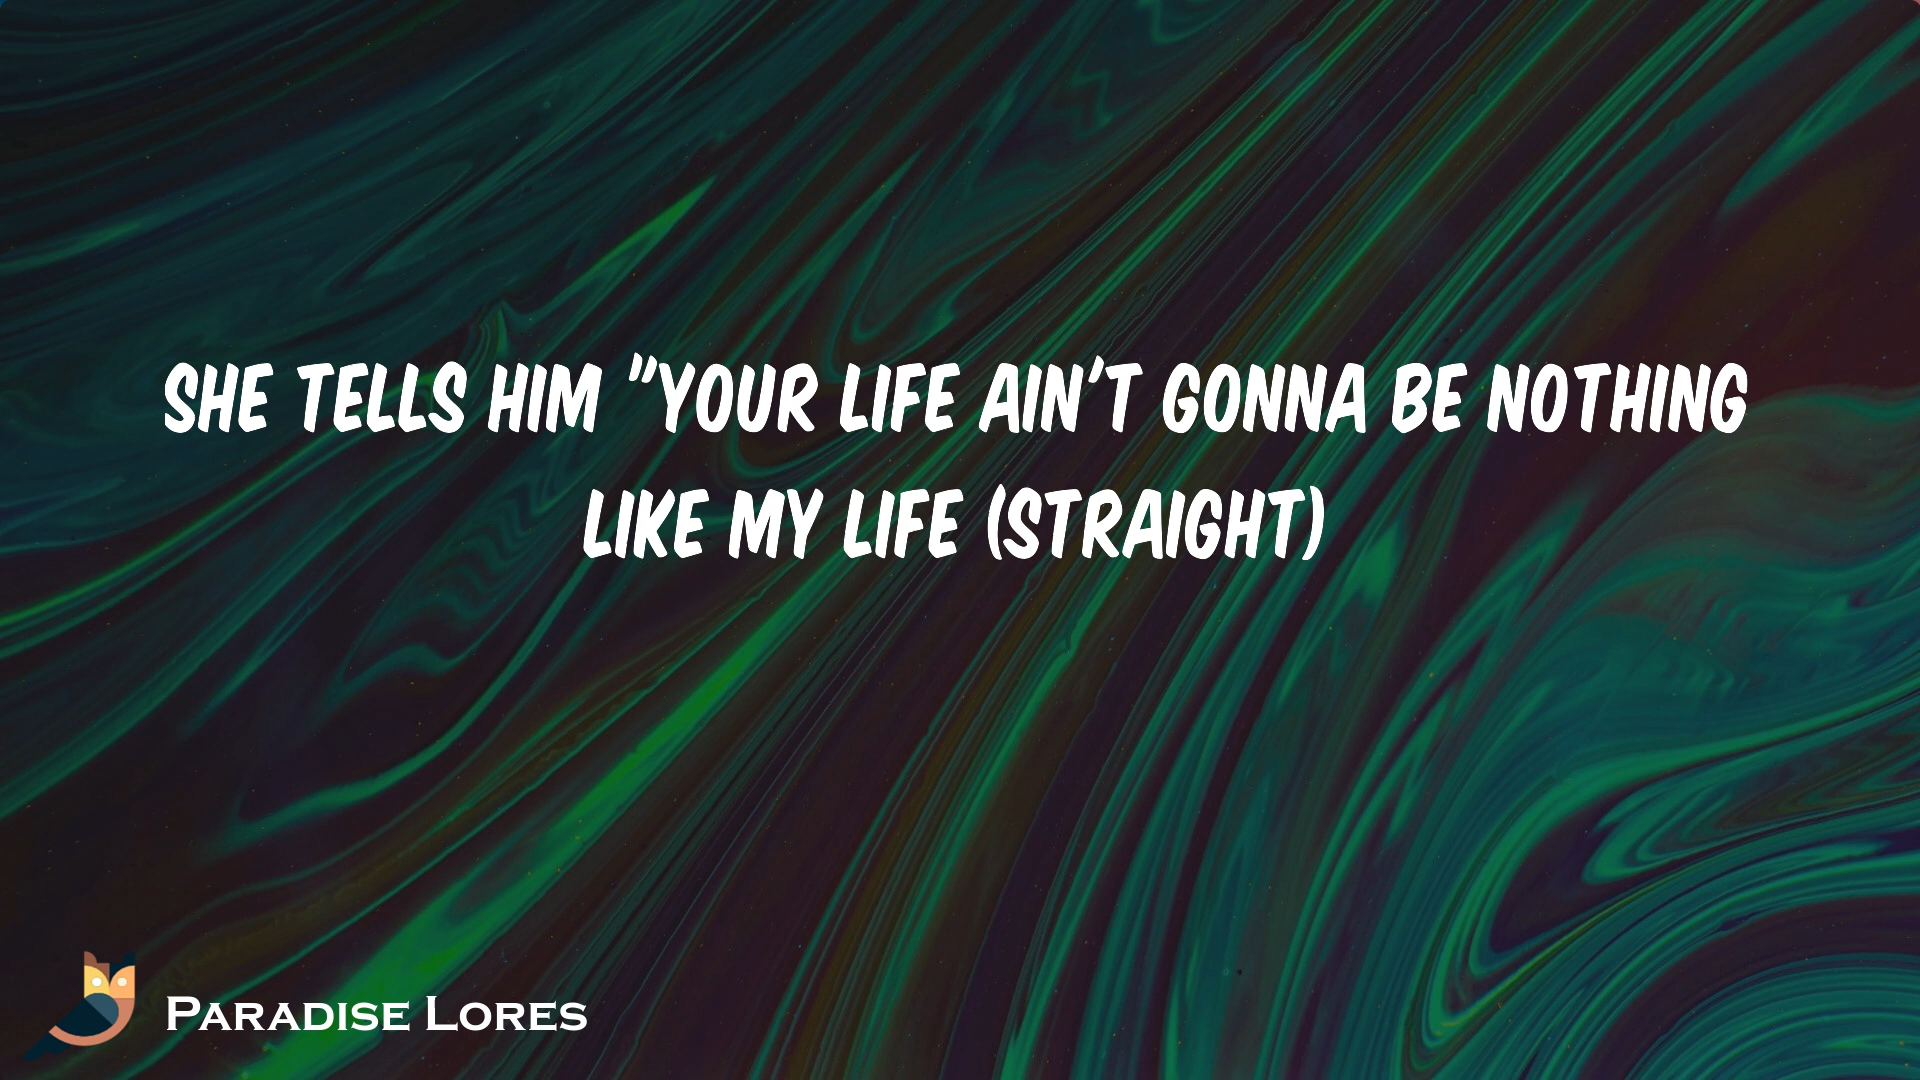 SHE TELLS HIM "YOUR LIFE AIN'T GONNA BE NOTHING
LIKE MY LIFE (STRAIGHT)
PARADISE LORES